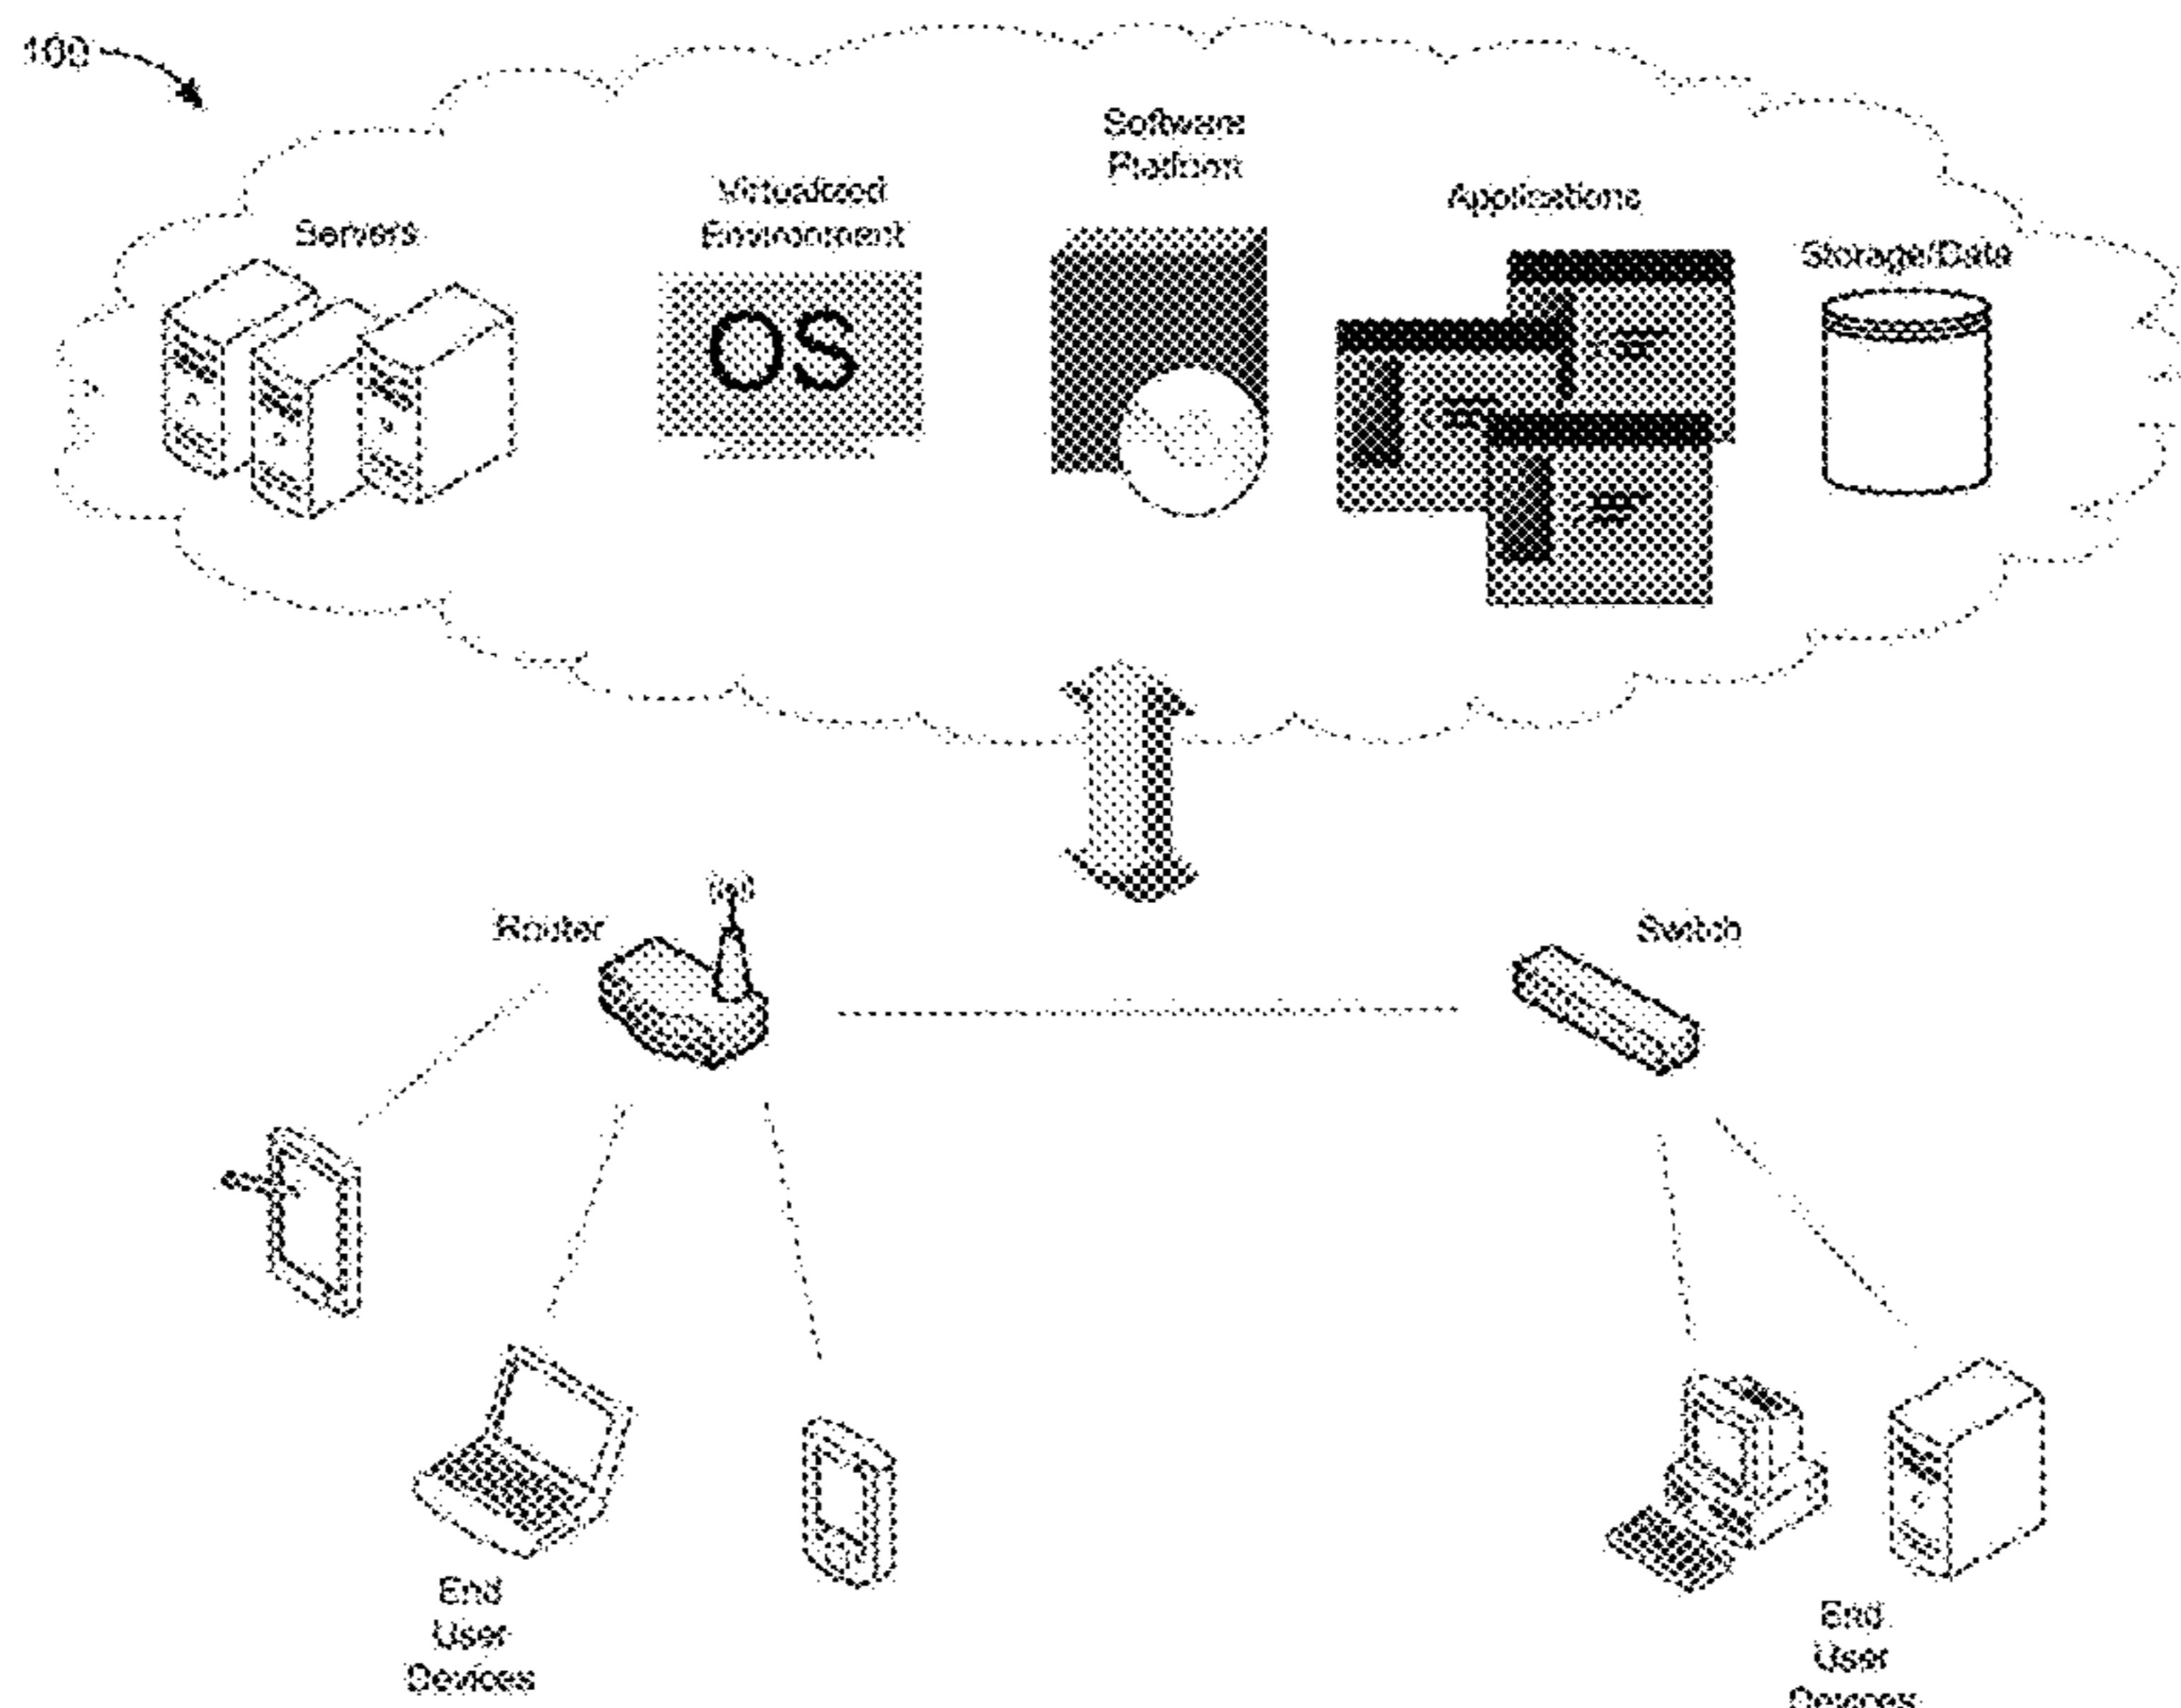 100
Software
Platform
Virtualized
Environment
Applications
Servers
Storage/Data
OS
Router
Switch
End
User
Devices
End
User
Devices